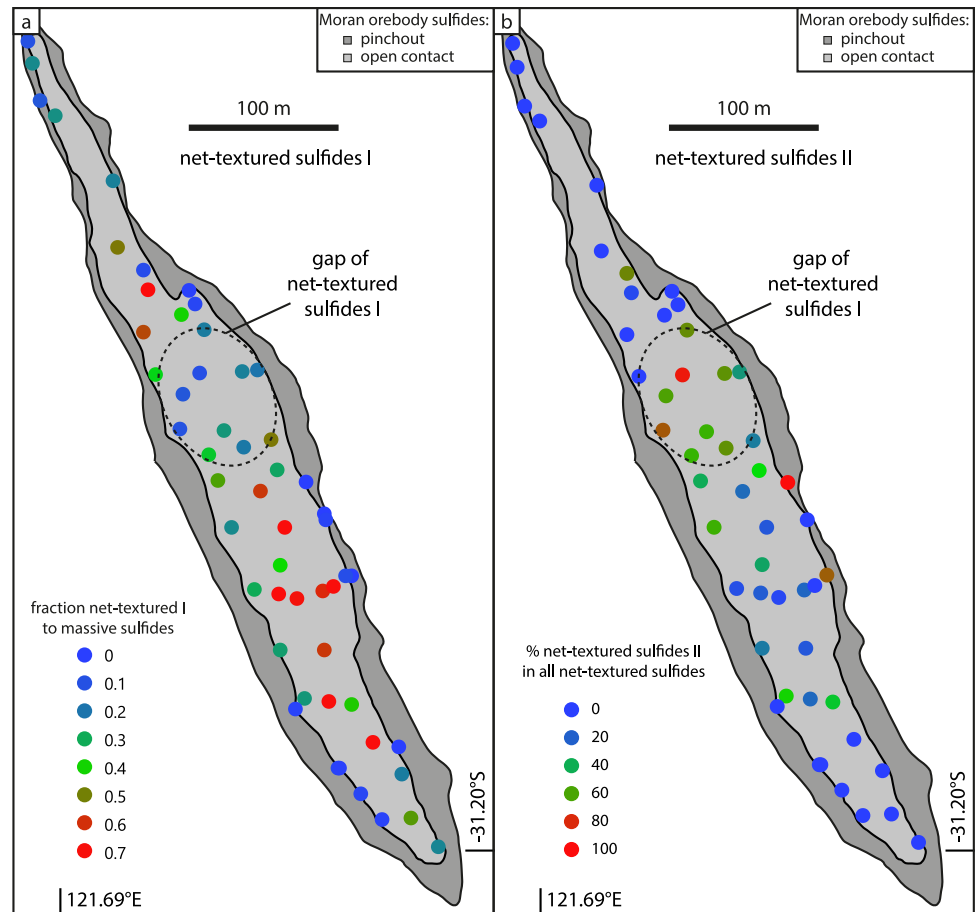 a
Moran orebody sulfides:
pinchout
open contact
100 m
net-textured sulfides I
gap of
net-textured
sulfides I
fraction net-textured I
to massive sulfides
0
0.1
0.2
0.3
0.4
0.5
0.6
0.7
121.69°E
-31.20°S
b
Moran orebody sulfides:
pinchout
open contact
100 m
net-textured sulfides II
gap of
net-textured
sulfides I
% net-textured sulfides II
in all net-textured sulfides
0
20
40
60
80
100
121.69°E
-31.20°S